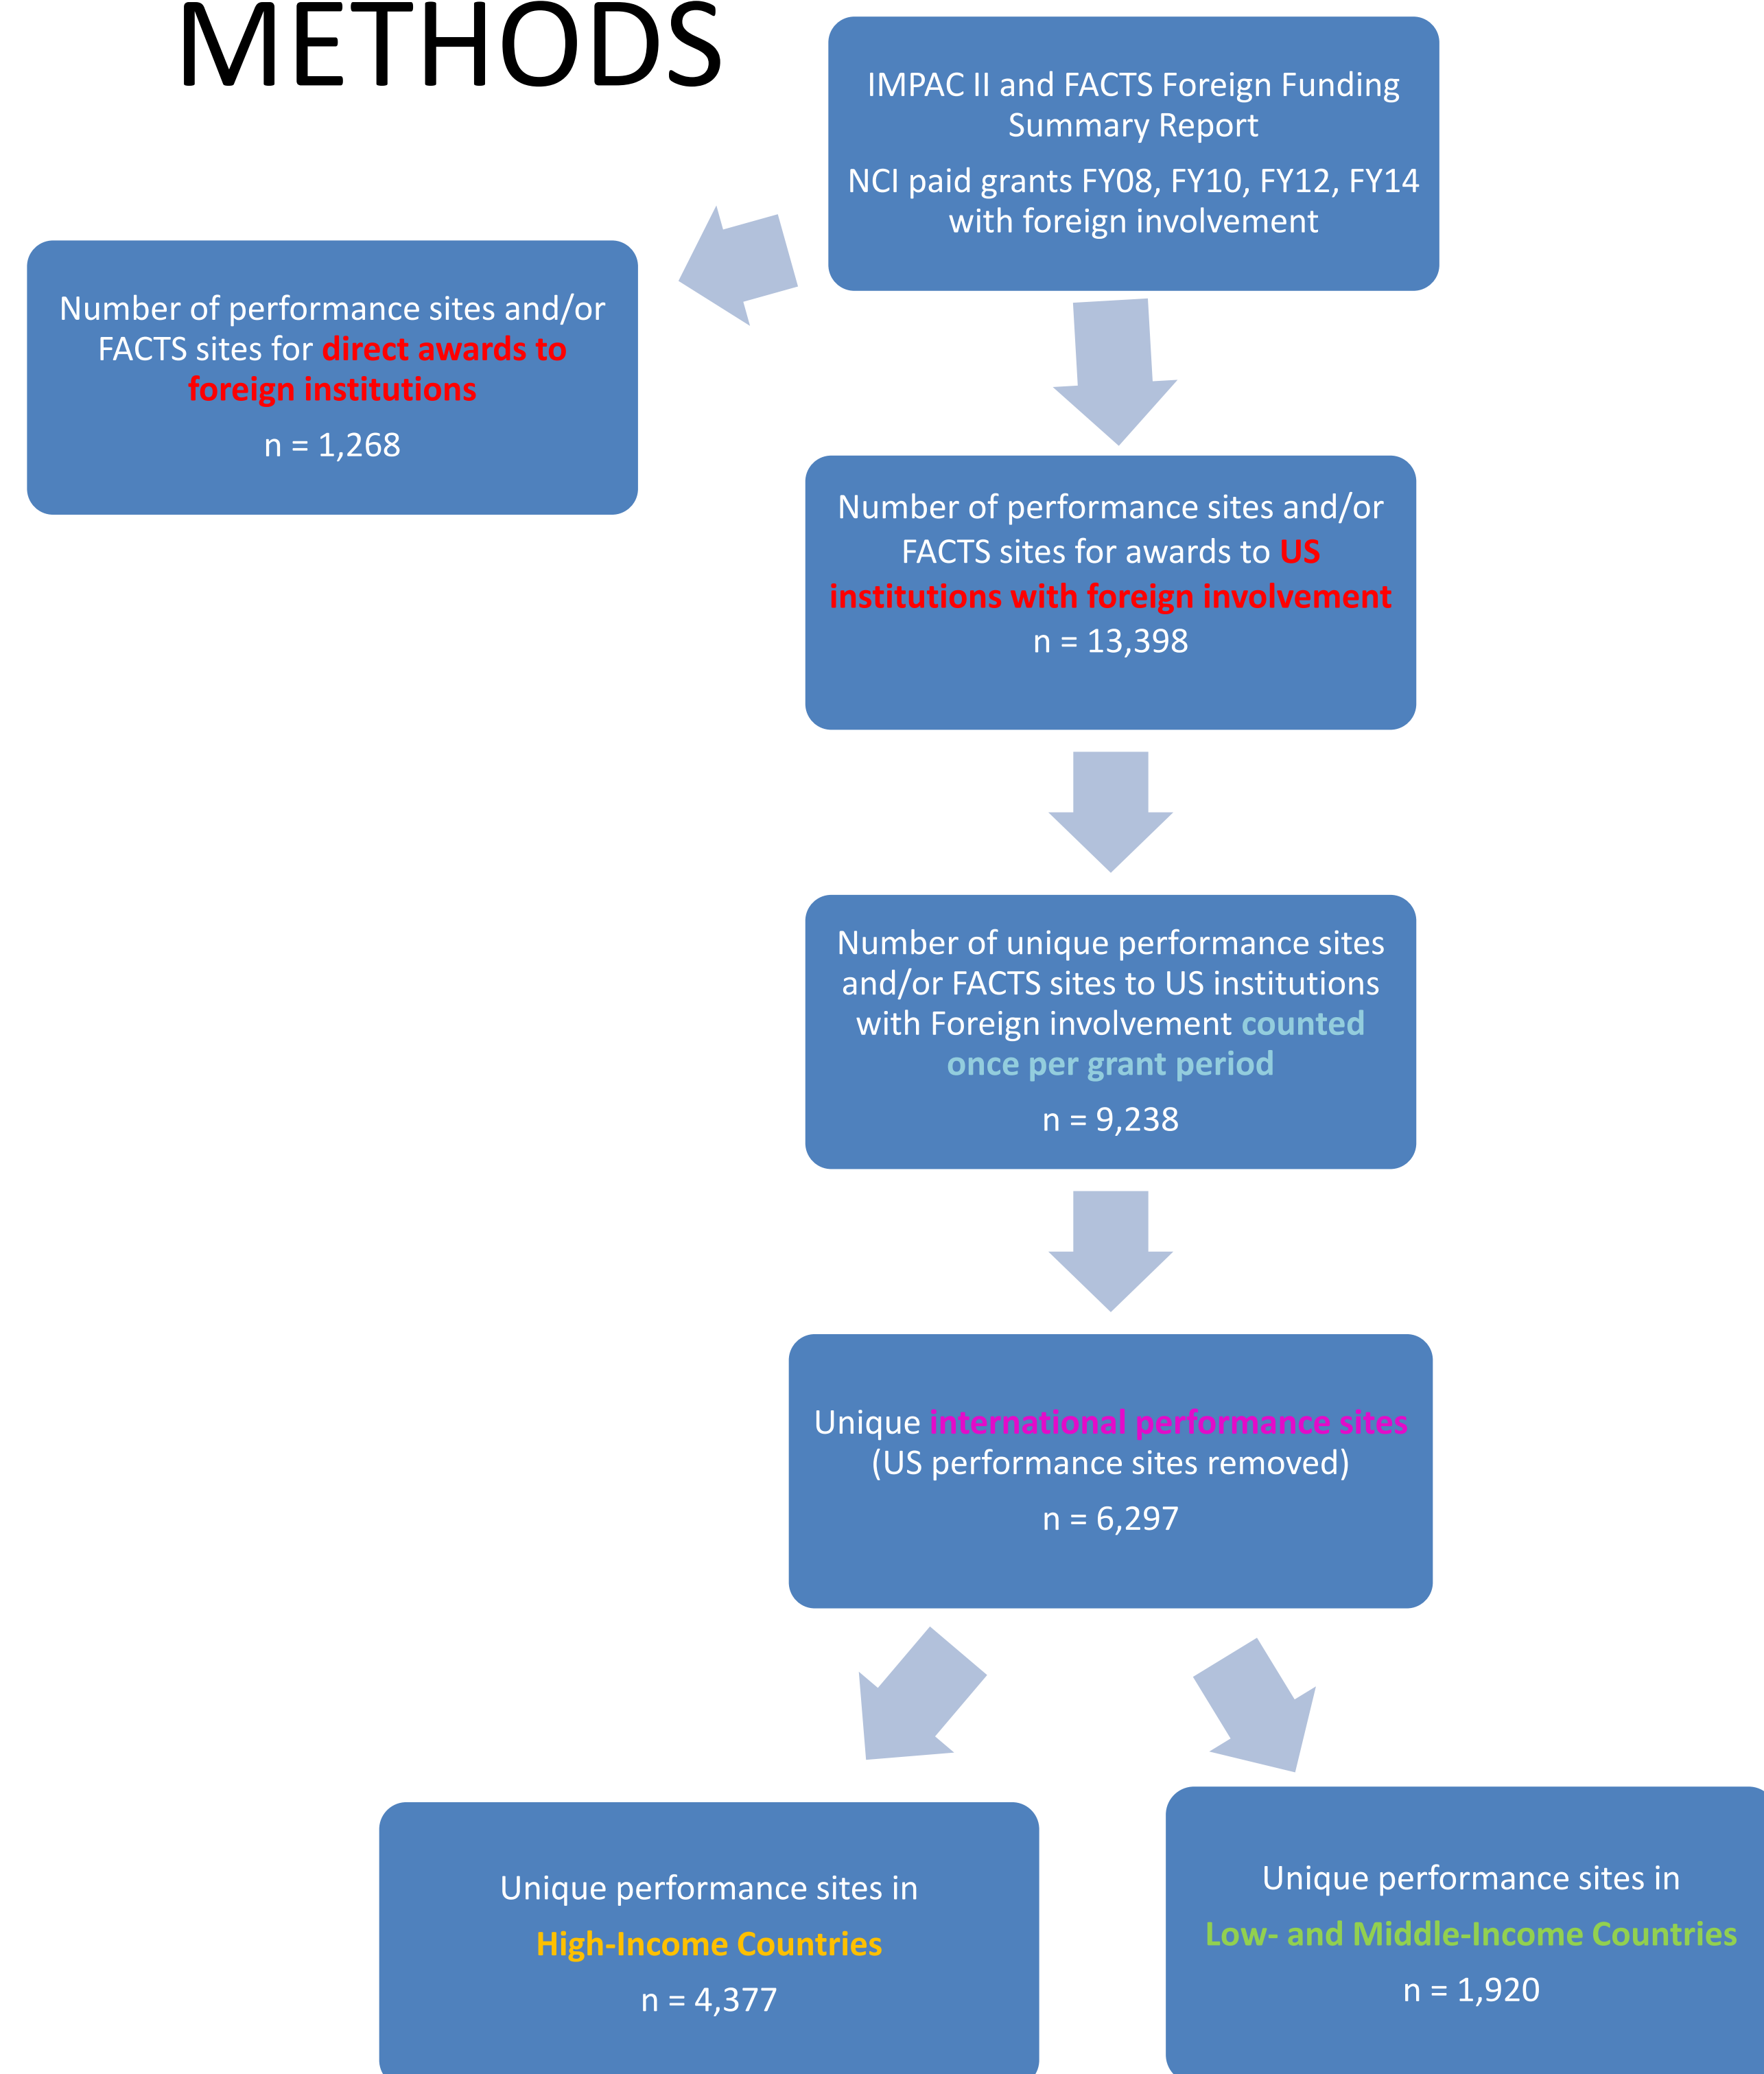 METHODS
IMPAC II and FACTS Foreign Funding
Summary Report
NCI paid grants FY08, FY10, FY12, FY14
with foreign involvement
Number of performance sites and/or
FACTS sites for direct awards to
foreign institutions
n = 1,268
Number of performance sites and/or
FACTS sites for awards to US
institutions with foreign involvement
n = 13,398
Number of unique performance sites
and/or FACTS sites to US institutions
with Foreign involvement counted
once per grant period
n = 9,238
Unique international performance sites
(US performance sites removed)
n = 6,297
Unique performance sites in
High-Income Countries
n = 4,377
Unique performance sites in
Low- and Middle-Income Countries
n = 1,920